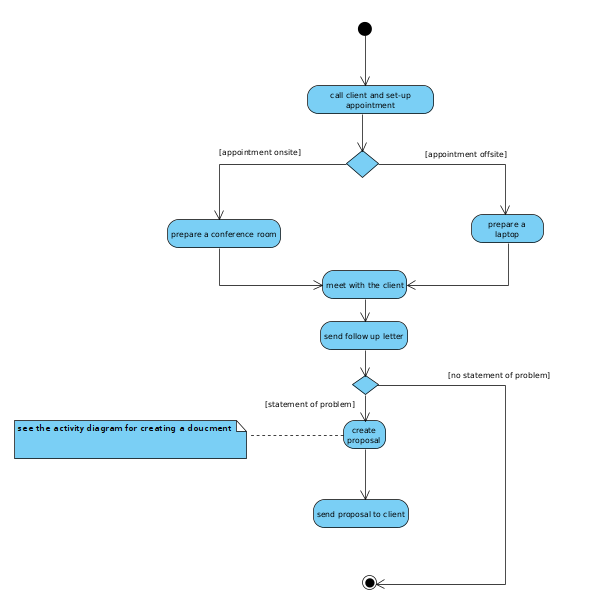 call client and set-up
appointment
[appointment onsite]
[appointment offsite]
prepare a conference room
prepare a
laptop
meet with the client
send follow up letter
[no statement of problem]
[statement of problem]
see the activity diagram for creating a doucment
create
proposal
send proposal to client